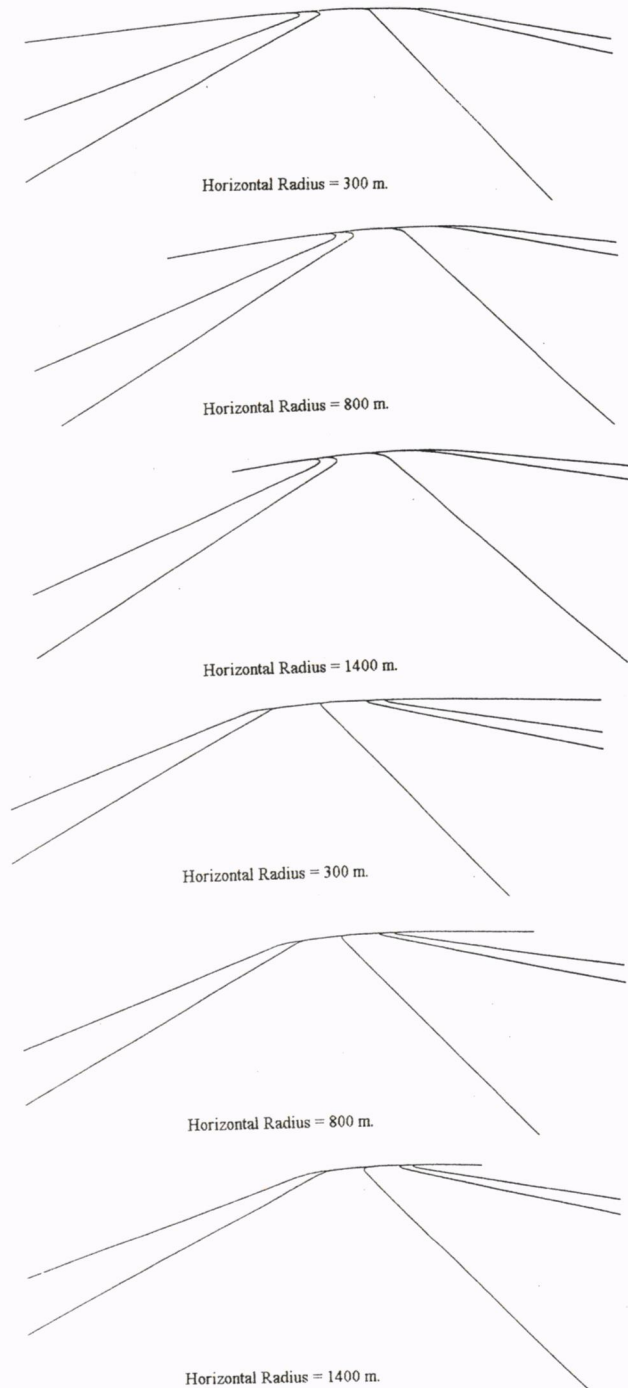 Horizontal Radius = 300 m.
Horizontal Radius = 800 m.
Horizontal Radius = 1400 m.
Horizontal Radius = 300 m.
Horizontal Radius = 800 m.
Horizontal Radius = 1400 m.